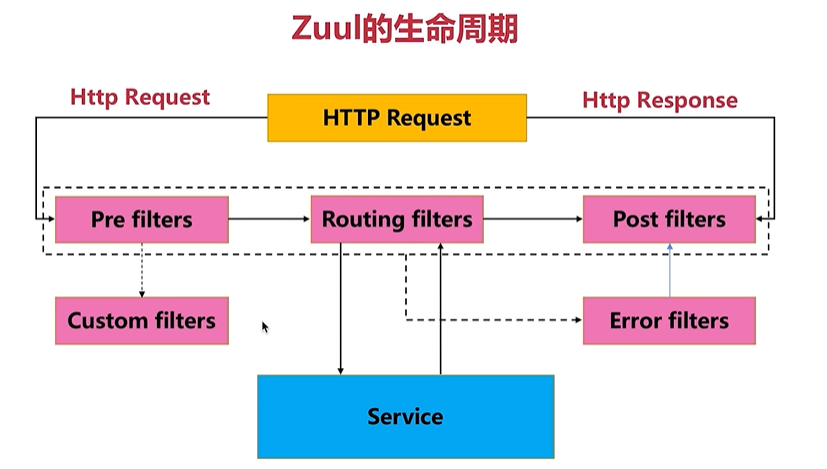 Zuul的生命周期
Http Request
Http Response
HTTP Request
Pre filters
Routing filters
Post filters
Custom filters
Error filters
Service